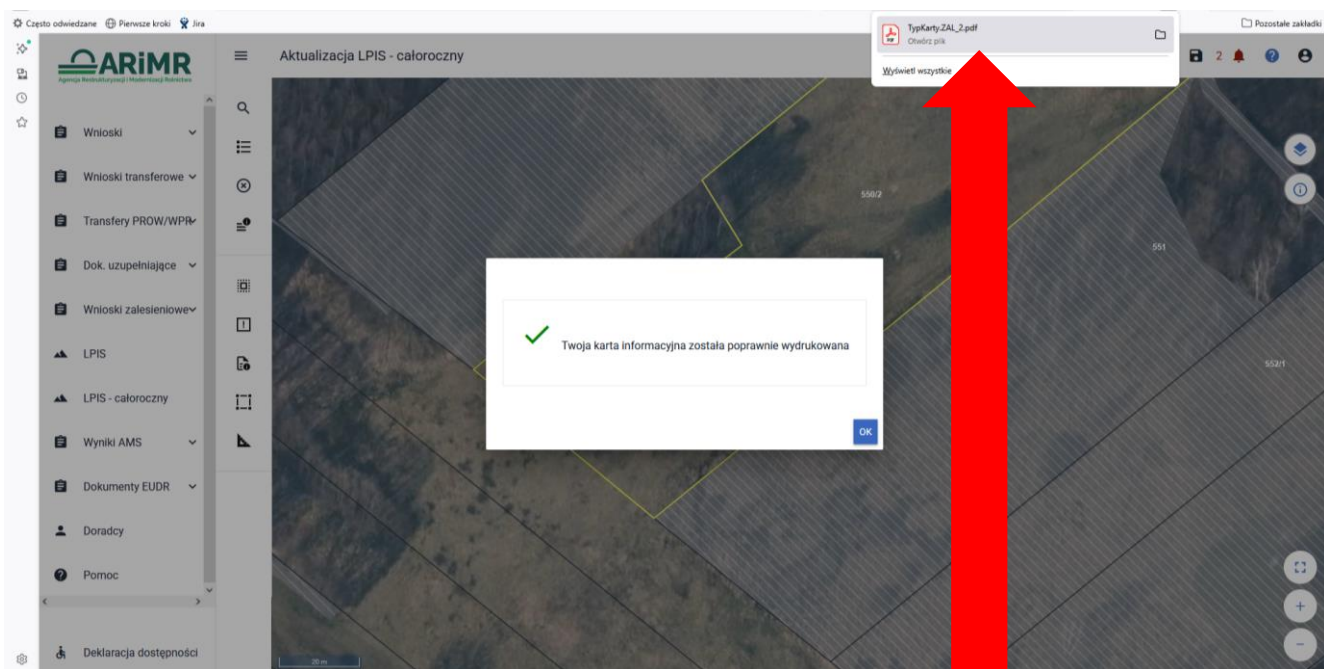 Często odwiedzane Pierwsze kroki Jira
TypKarty.ZAL_2.pdf
Otwórz plik
Wyświetl wszystkie
Pozostałe zakładki
ARiMR
Agencja Restrukturyzacji i Modernizacji Rolnictwa
Aktualizacja LPIS - całoroczny
2
Wnioski
Wnioski transferowe
Transfery PROW/WPR
Dok. uzupełniające
Wnioski zalesieniowe
LPIS
LPIS - całoroczny
Wyniki AMS
Dokumenty EUDR
Doradcy
Pomoc
Deklaracja dostępności
550/2
551
552/1
Twoja karta informacyjna została poprawnie wydrukowana
OK
20 m